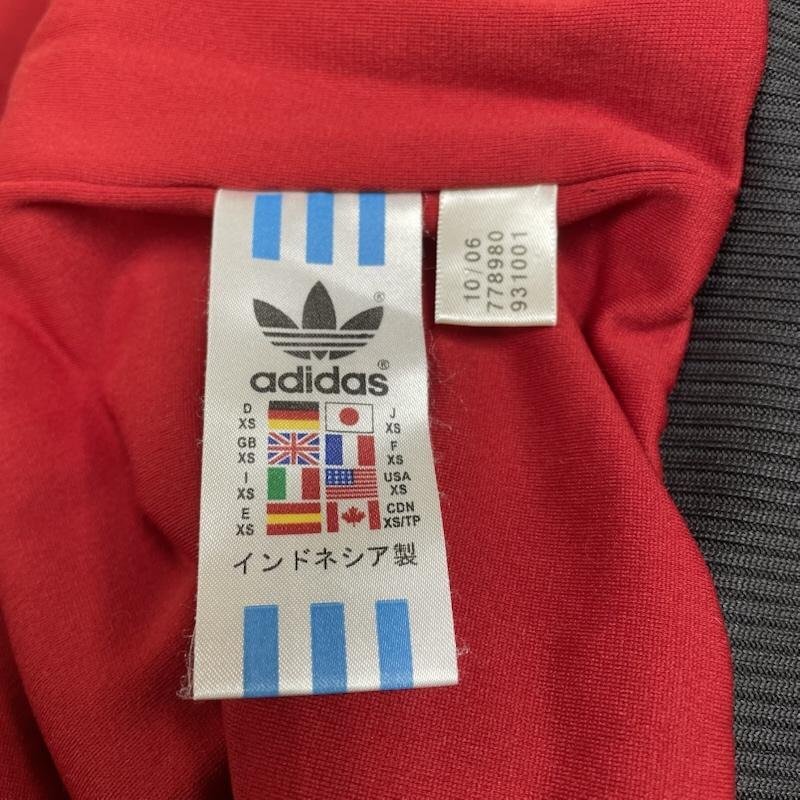 adidas®
D XS J XS
GB XS F XS
I XS USA XS
E XS CDN XS/TP
インドネシア製
10/06
778980
931001